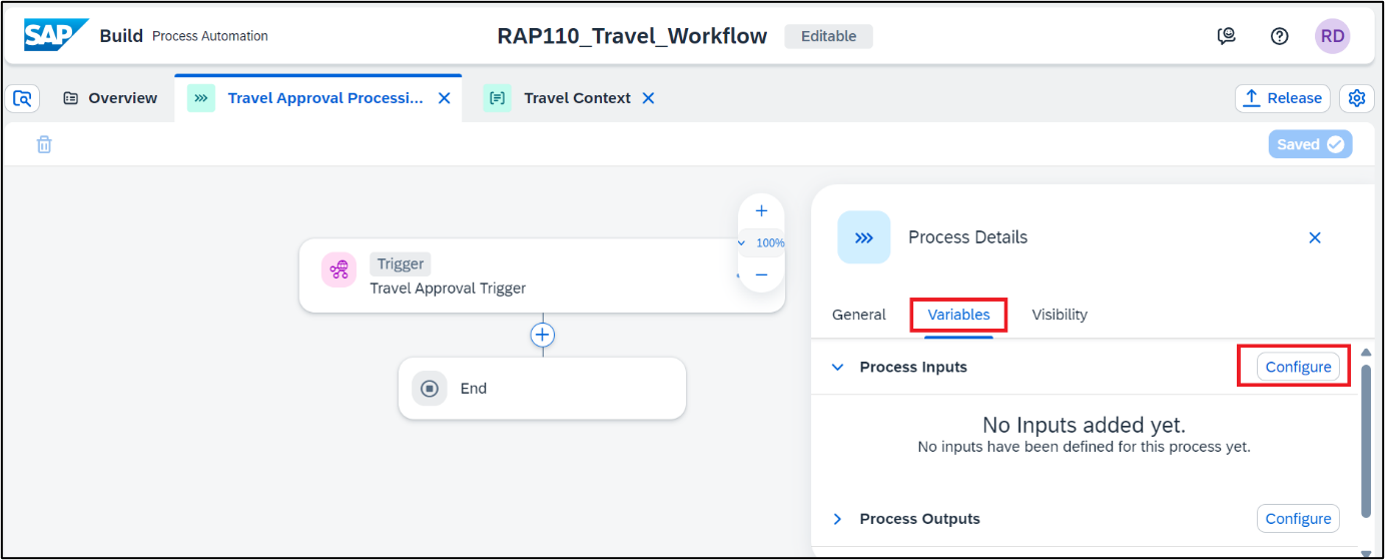 SAP Build Process Automation RAP110_Travel_Workflow Editable RD
Overview Travel Approval Processi... Travel Context Release
Saved
100%
Process Details
Trigger
Travel Approval Trigger
General Variables Visibility
Process Inputs Configure
End
No Inputs added yet.
No inputs have been defined for this process yet.
Process Outputs Configure